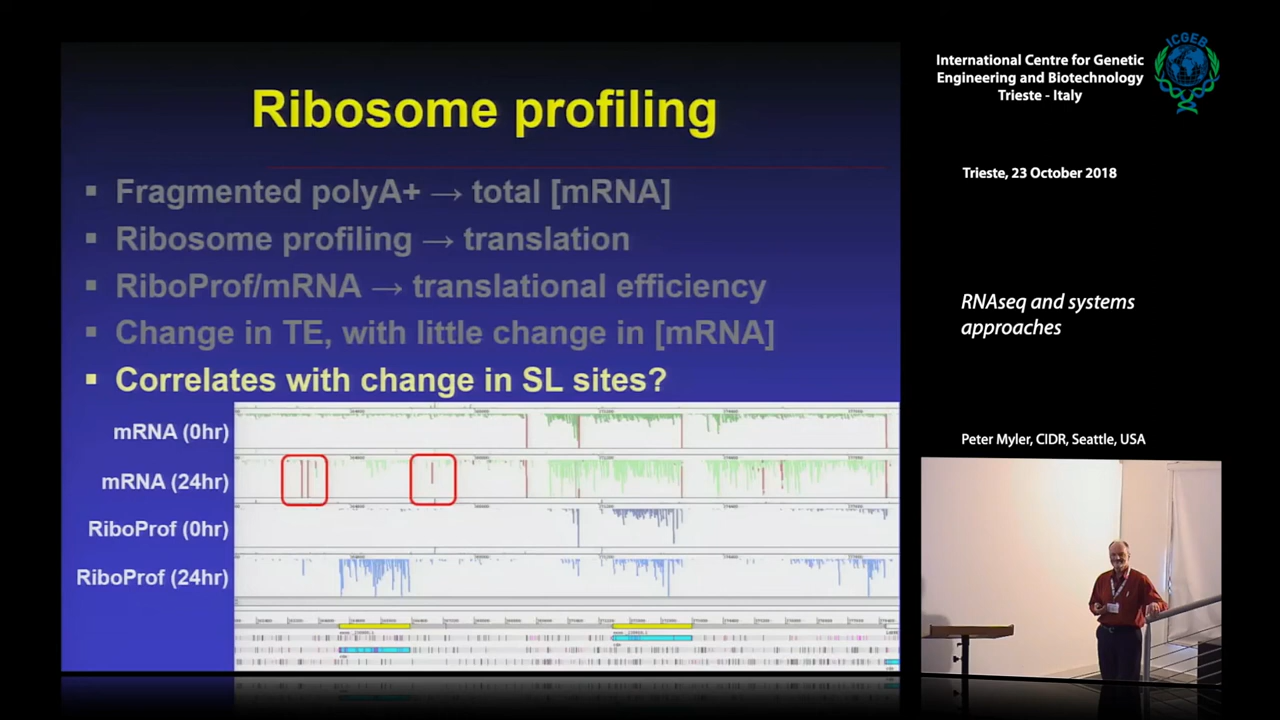 Ribosome profiling
▪ Fragmented polyA+ → total [mRNA]
▪ Ribosome profiling → translation
▪ RiboProf/mRNA → translational efficiency
▪ Change in TE, with little change in [mRNA]
▪ Correlates with change in SL sites?
mRNA (0hr)
mRNA (24hr)
RiboProf (0hr)
RiboProf (24hr)
International Centre for Genetic
Engineering and Biotechnology
Trieste - Italy
ICGEB
Trieste, 23 October 2018
RNAseq and systems
approaches
Peter Myler, CIDR, Seattle, USA